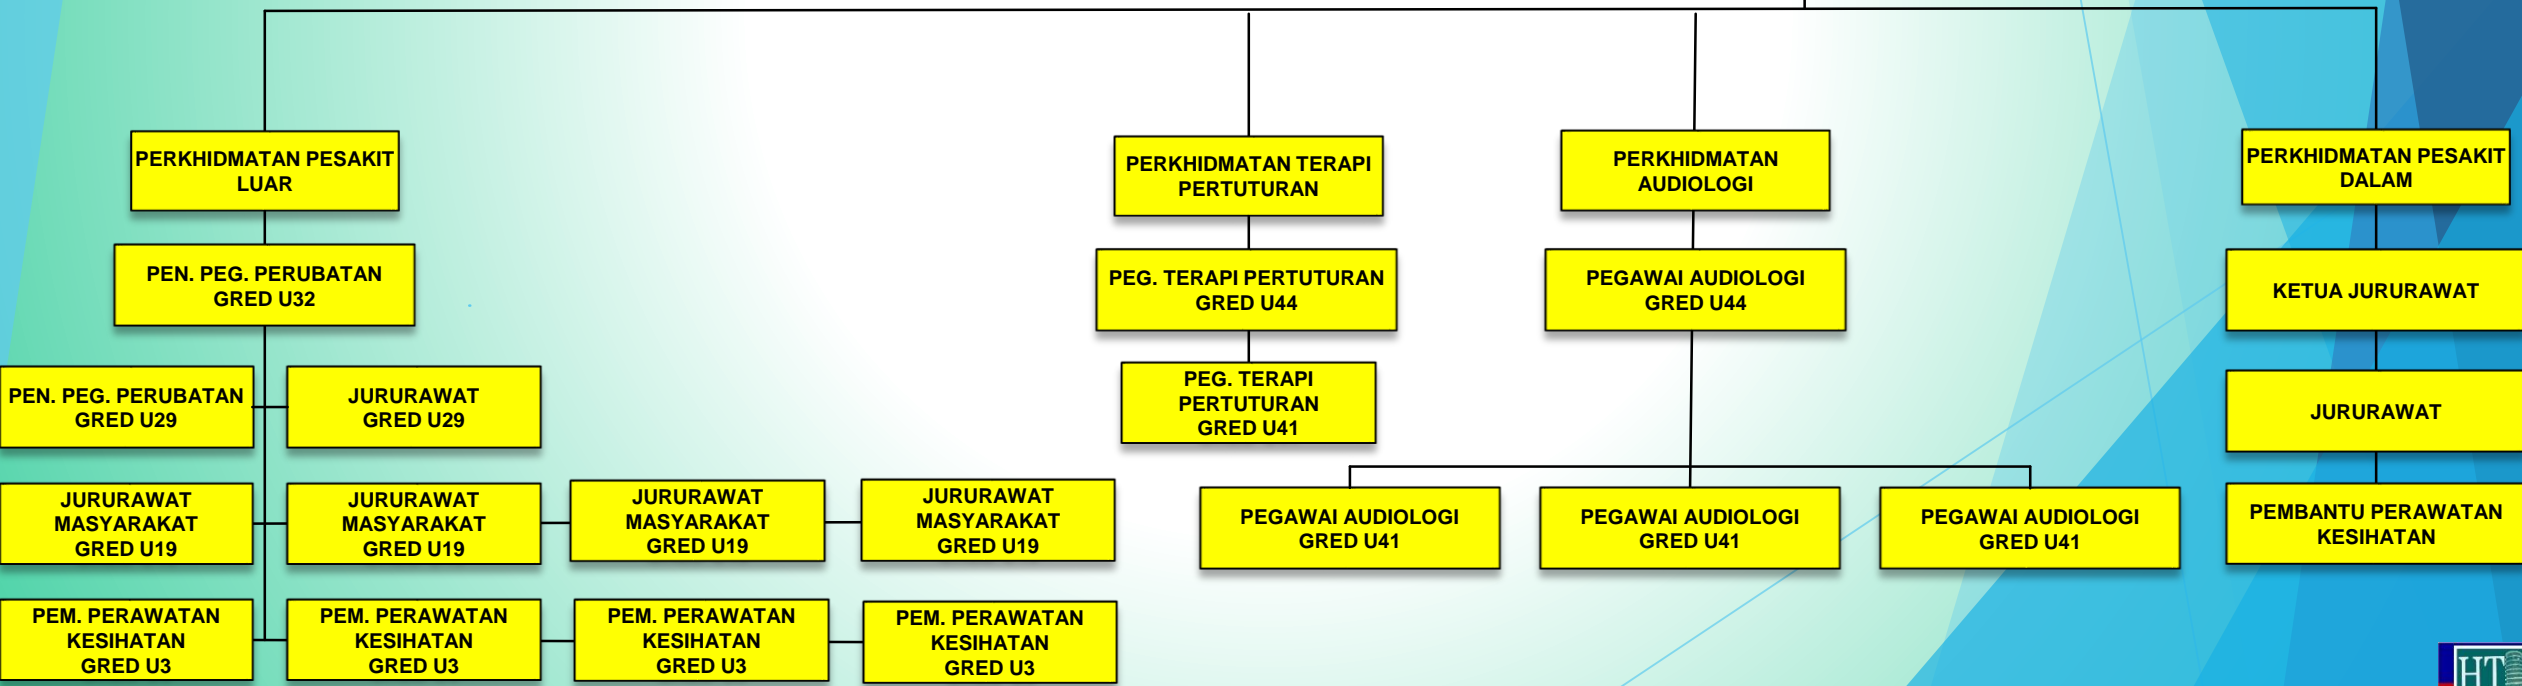 PERKHIDMATAN PESAKIT
LUAR
PERKHIDMATAN TERAPI
PERTUTURAN
PERKHIDMATAN
AUDIOLOGI
PERKHIDMATAN PESAKIT
DALAM
PEN. PEG. PERUBATAN
GRED U32
PEG. TERAPI PERTUTURAN
GRED U44
PEGAWAI AUDIOLOGI
GRED U44
KETUA JURURAWAT
PEN. PEG. PERUBATAN
GRED U29
JURURAWAT
GRED U29
PEG. TERAPI
PERTUTURAN
GRED U41
JURURAWAT
JURURAWAT
MASYARAKAT
GRED U19
JURURAWAT
MASYARAKAT
GRED U19
JURURAWAT
MASYARAKAT
GRED U19
JURURAWAT
MASYARAKAT
GRED U19
PEGAWAI AUDIOLOGI
GRED U41
PEGAWAI AUDIOLOGI
GRED U41
PEGAWAI AUDIOLOGI
GRED U41
PEMBANTU PERAWATAN
KESIHATAN
PEM. PERAWATAN
KESIHATAN
GRED U3
PEM. PERAWATAN
KESIHATAN
GRED U3
PEM. PERAWATAN
KESIHATAN
GRED U3
PEM. PERAWATAN
KESIHATAN
GRED U3
HT